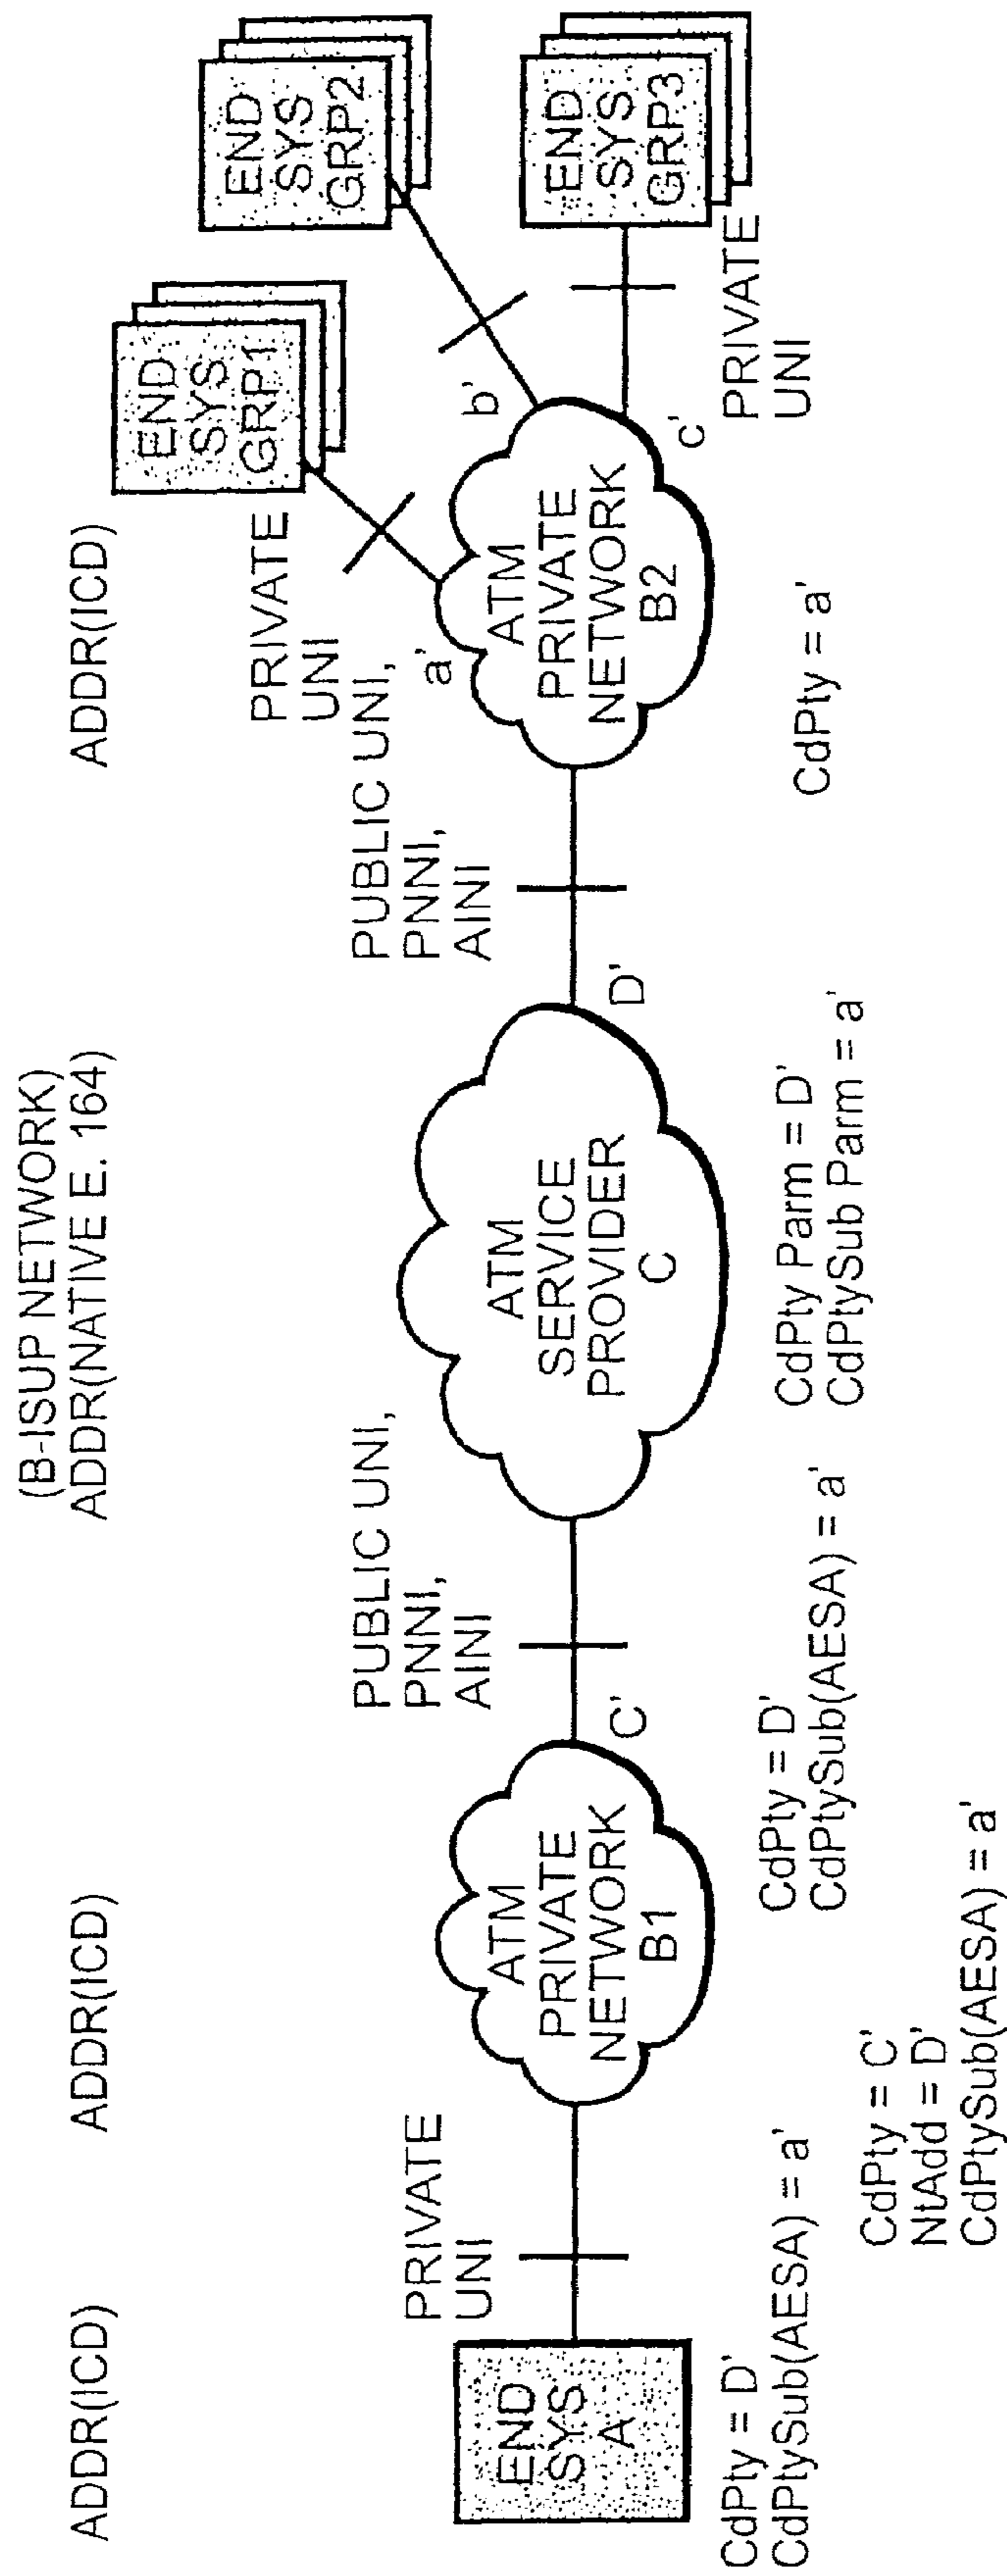 (B-ISUP NETWORK)
ADDR(NATIVE E. 164)
ADDR(ICD)
ADDR(ICD)
ADDR(ICD)
END
SYS
A
PRIVATE
UNI
ATM
PRIVATE
NETWORK
B1
C'
PUBLIC UNI,
PNNI,
AINI
ATM
SERVICE
PROVIDER
C
D'
PUBLIC UNI,
PNNI,
AINI
ATM
PRIVATE
NETWORK
B2
a'
b'
c'
PRIVATE
UNI
END
SYS
GRP1
END
SYS
GRP2
END
SYS
GRP3
PRIVATE
UNI
CdPty = D'
CdPtySub(AESA) = a'
CdPty = C'
NtAdd = D'
CdPtySub(AESA) = a'
CdPty = D'
CdPtySub(AESA) = a'
CdPty Parm = D'
CdPtySub Parm = a'
CdPty = a'